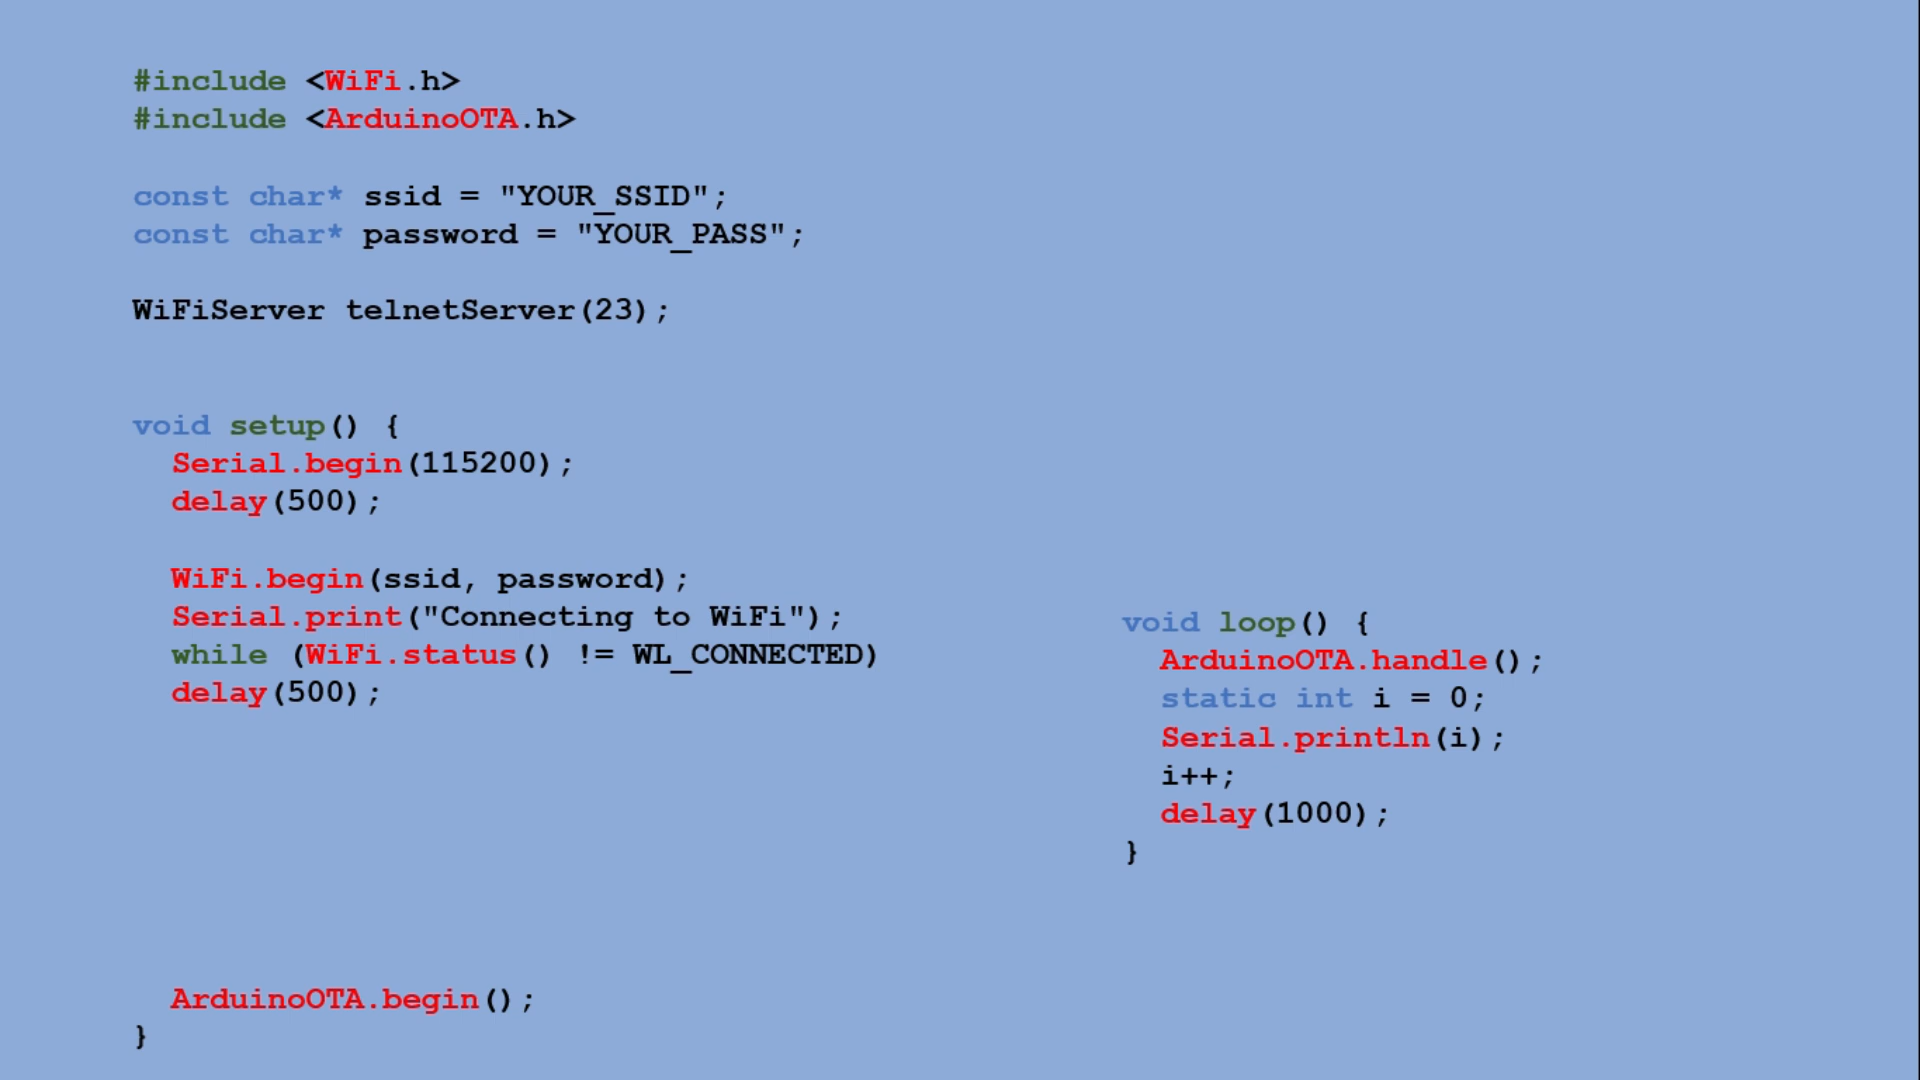 #include <WiFi.h>
#include <ArduinoOTA.h>
const char* ssid = "YOUR_SSID";
const char* password = "YOUR_PASS";
WiFiServer telnetServer(23);
void setup() {
Serial.begin(115200);
delay(500);
WiFi.begin(ssid, password);
Serial.print("Connecting to WiFi");
while (WiFi.status() != WL_CONNECTED)
delay(500);
ArduinoOTA.begin();
}
void loop() {
ArduinoOTA.handle();
static int i = 0;
Serial.println(i);
i++;
delay(1000);
}